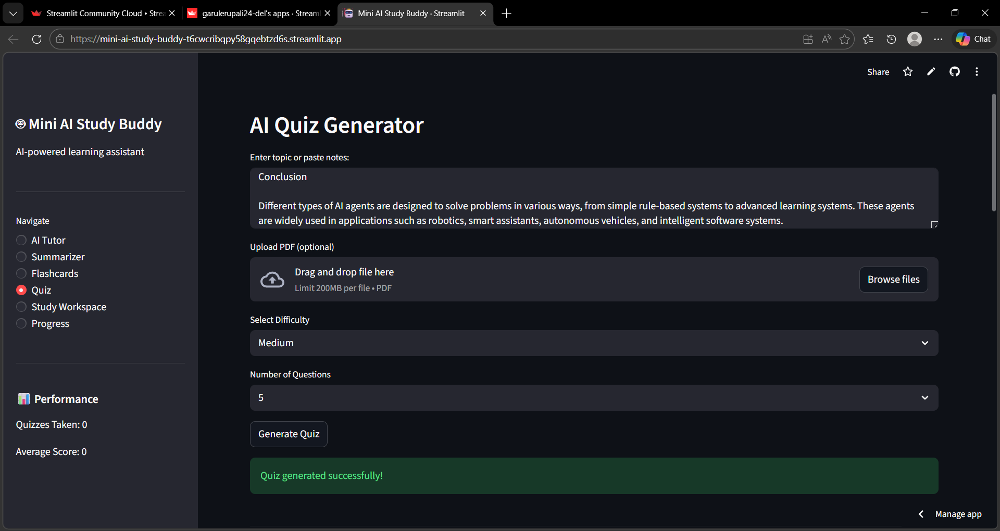 Streamlit Community Cloud • Strea
garulerupali24-del's apps · Streaml
Mini AI Study Buddy · Streamlit
https://mini-ai-study-buddy-t6cwcribqpy58gqebtzd6s.streamlit.app
Chat
Share
Mini AI Study Buddy
AI-powered learning assistant
Navigate
AI Tutor
Summarizer
Flashcards
Quiz
Study Workspace
Progress
Performance
Quizzes Taken: 0
Average Score: 0
AI Quiz Generator
Enter topic or paste notes:
Conclusion
Different types of AI agents are designed to solve problems in various ways, from simple rule-based systems to advanced learning systems. These agents
are widely used in applications such as robotics, smart assistants, autonomous vehicles, and intelligent software systems.
Upload PDF (optional)
Drag and drop file here
Limit 200MB per file • PDF
Browse files
Select Difficulty
Medium
Number of Questions
5
Generate Quiz
Quiz generated successfully!
Manage app